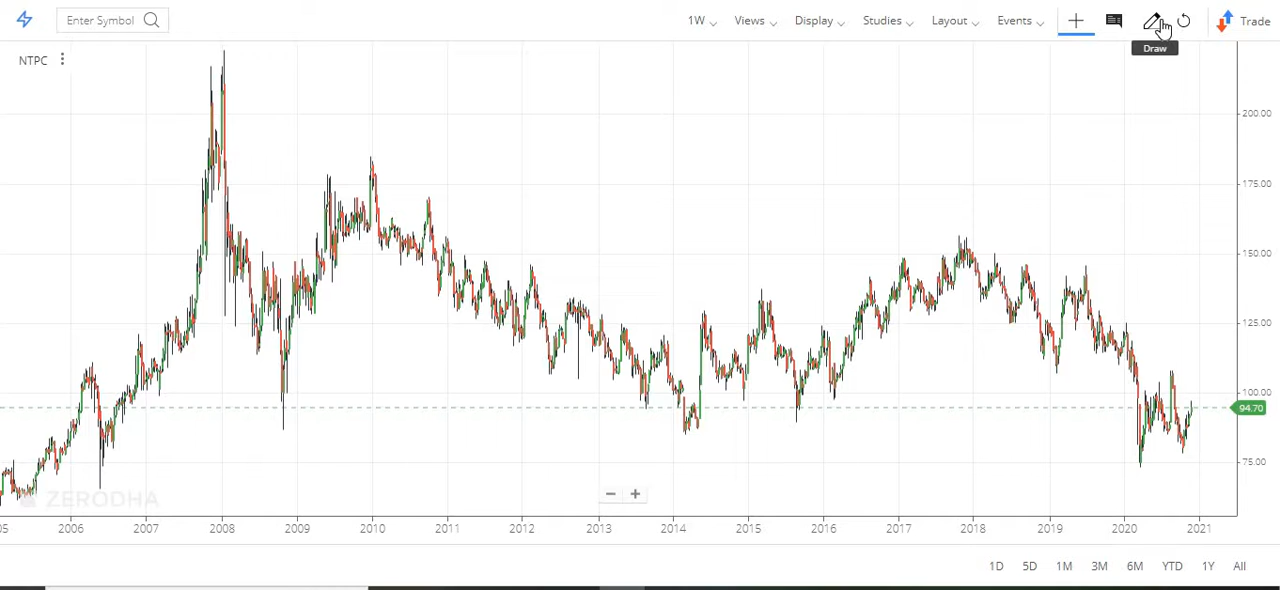 Enter Symbol 1W Views Display Studies Layout Events Trade
Draw
NTPC
200.00
175.00
150.00
125.00
100.00
94.70
75.00
ZERODHA
05 2006 2007 2008 2009 2010 2011 2012 2013 2014 2015 2016 2017 2018 2019 2020 2021
1D 5D 1M 3M 6M YTD 1Y All